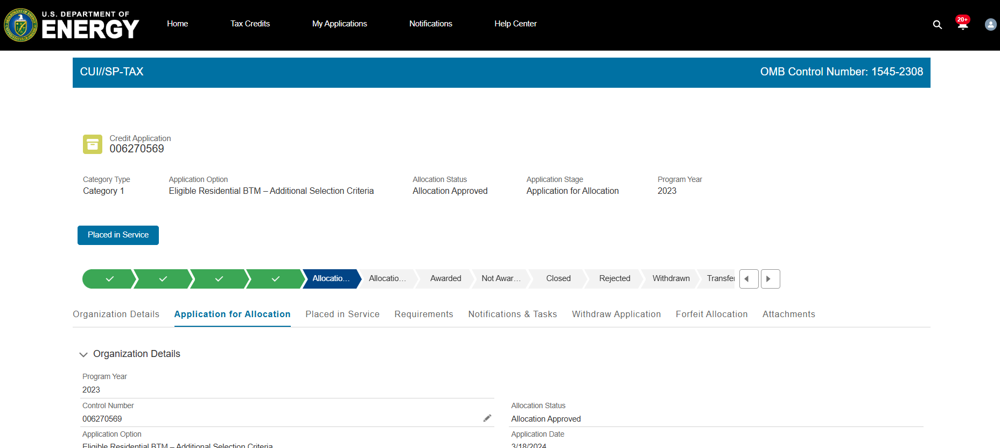 U.S. DEPARTMENT OF
ENERGY
Home Tax Credits My Applications Notifications Help Center
20+
CUI//SP-TAX OMB Control Number: 1545-2308
Credit Application
006270569
Category Type Application Option Allocation Status Application Stage Program Year
Category 1 Eligible Residential BTM – Additional Selection Criteria Allocation Approved Application for Allocation 2023
Placed in Service
Allocatio... Allocatio... Awarded Not Awar... Closed Rejected Withdrawn Transfer
Organization Details Application for Allocation Placed in Service Requirements Notifications & Tasks Withdraw Application Forfeit Allocation Attachments
Organization Details
Program Year
2023
Control Number Allocation Status
006270569 Allocation Approved
Application Option Application Date
Eligible Residential BTM – Additional Selection Criteria 3/18/2024